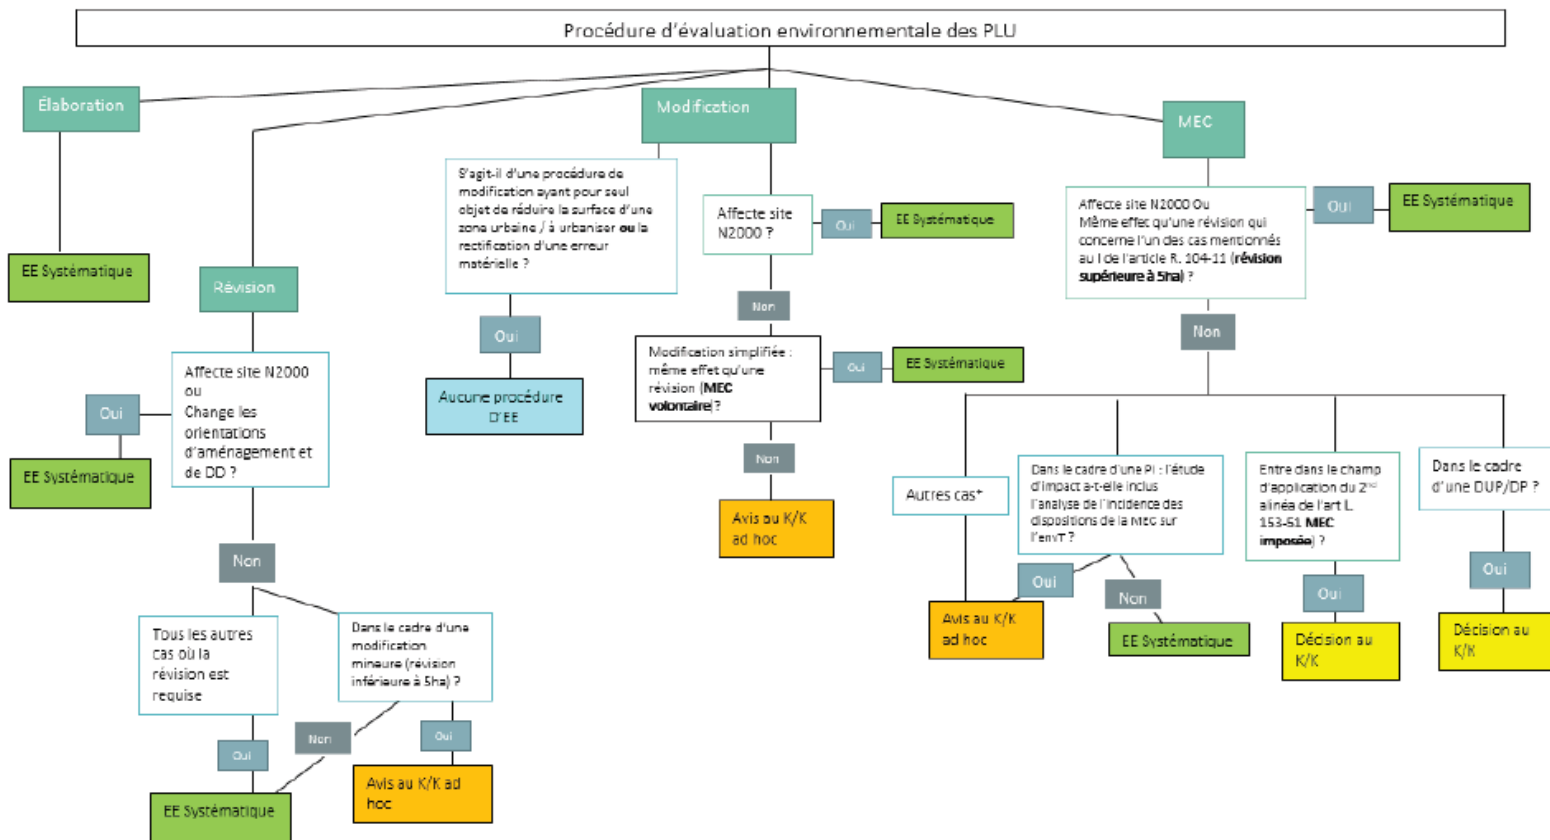 Procédure d'évaluation environnementale des PLU
Élaboration
EE Systématique
Révision
Affecte site N2000
ou
Change les
orientations
d'aménagement et
de DD ?
Oui
EE Systématique
Non
Tous les autres
cas où la
révision est
requise
Oui
Dans le cadre d'une
modification
mineure (révision
inférieure à 5ha) ?
Non
Oui
EE Systématique
Avis au K/K ad
hoc
Modification
S'agit-il d'une procédure de
modification ayant pour seul
objet de réduire la surface d'une
zone urbaine / à urbaniser ou la
rectification d'une erreur
matérielle ?
Oui
Aucune procédure
D'EE
Affecte site
N2000 ?
Oui
EE Systématique
Non
Modification simplifiée :
même effet qu'une
révision (MEC
volontaire) ?
Oui
EE Systématique
Non
Avis au K/K
ad hoc
MEC
Affecte site N2000 Ou
Même effet qu'une révision qui
concerne l'un des cas mentionnés
au I de l'article R. 104-11 (révision
supérieure à 5ha) ?
Oui
EE Systématique
Non
Autres cas*
Dans le cadre d'une PI : l'étude
d'impact a-t-elle inclus
l'analyse de l'incidence des
dispositions de la MEC sur
l'envT ?
Oui
Non
Avis au K/K
ad hoc
EE Systématique
Entre dans le champ
d'application du 2nd
alinéa de l'art L.
153-51 MEC
imposée) ?
Oui
Décision au
K/K
Dans le cadre
d'une DUP/DP ?
Oui
Décision au
K/K